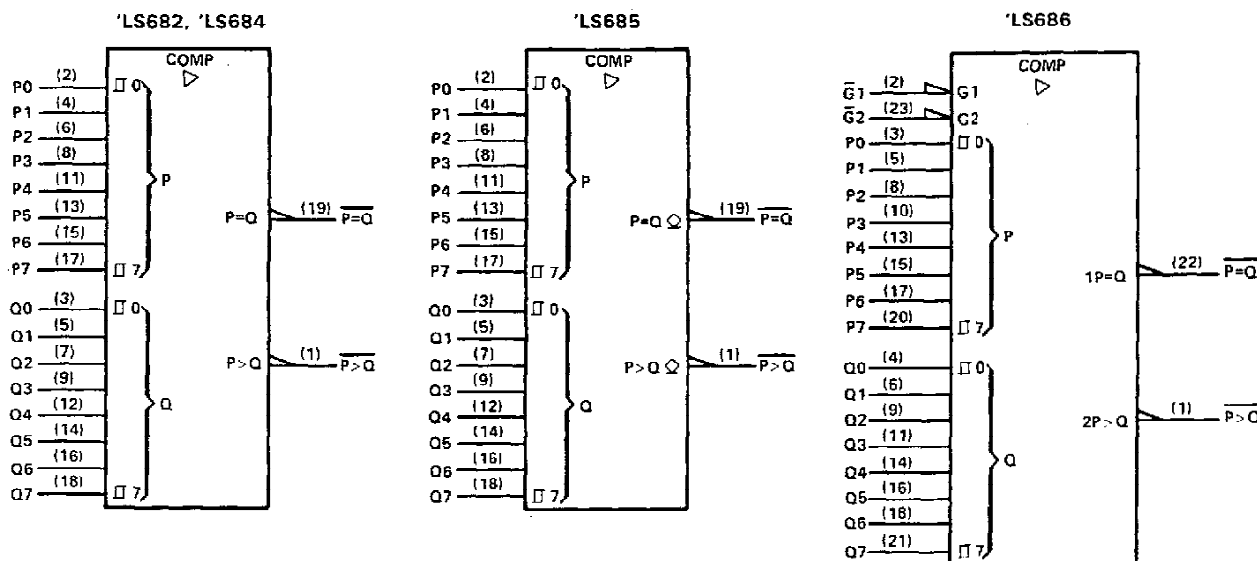 'LS682, 'LS684
COMP
P0 (2) 0
P1 (4)
P2 (6)
P3 (8)
P4 (11)
P5 (13)
P6 (15)
P7 (17) 7
P
Q0 (3) 0
Q1 (5)
Q2 (7)
Q3 (9)
Q4 (12)
Q5 (14)
Q6 (16)
Q7 (18) 7
Q
P=Q (19) P=Q
P>Q (1) P>Q
'LS685
COMP
P0 (2) 0
P1 (4)
P2 (6)
P3 (8)
P4 (11)
P5 (13)
P6 (15)
P7 (17) 7
P
Q0 (3) 0
Q1 (5)
Q2 (7)
Q3 (9)
Q4 (12)
Q5 (14)
Q6 (16)
Q7 (18) 7
Q
P=Q (19) P=Q
P>Q (1) P>Q
'LS686
COMP
G1 (2) G1
G2 (23) G2
P0 (3) 0
P1 (5)
P2 (8)
P3 (10)
P4 (13)
P5 (15)
P6 (17)
P7 (20) 7
P
Q0 (4) 0
Q1 (6)
Q2 (9)
Q3 (11)
Q4 (14)
Q5 (16)
Q6 (18)
Q7 (21) 7
Q
1P=Q (22) P=Q
2P>Q (1) P>Q